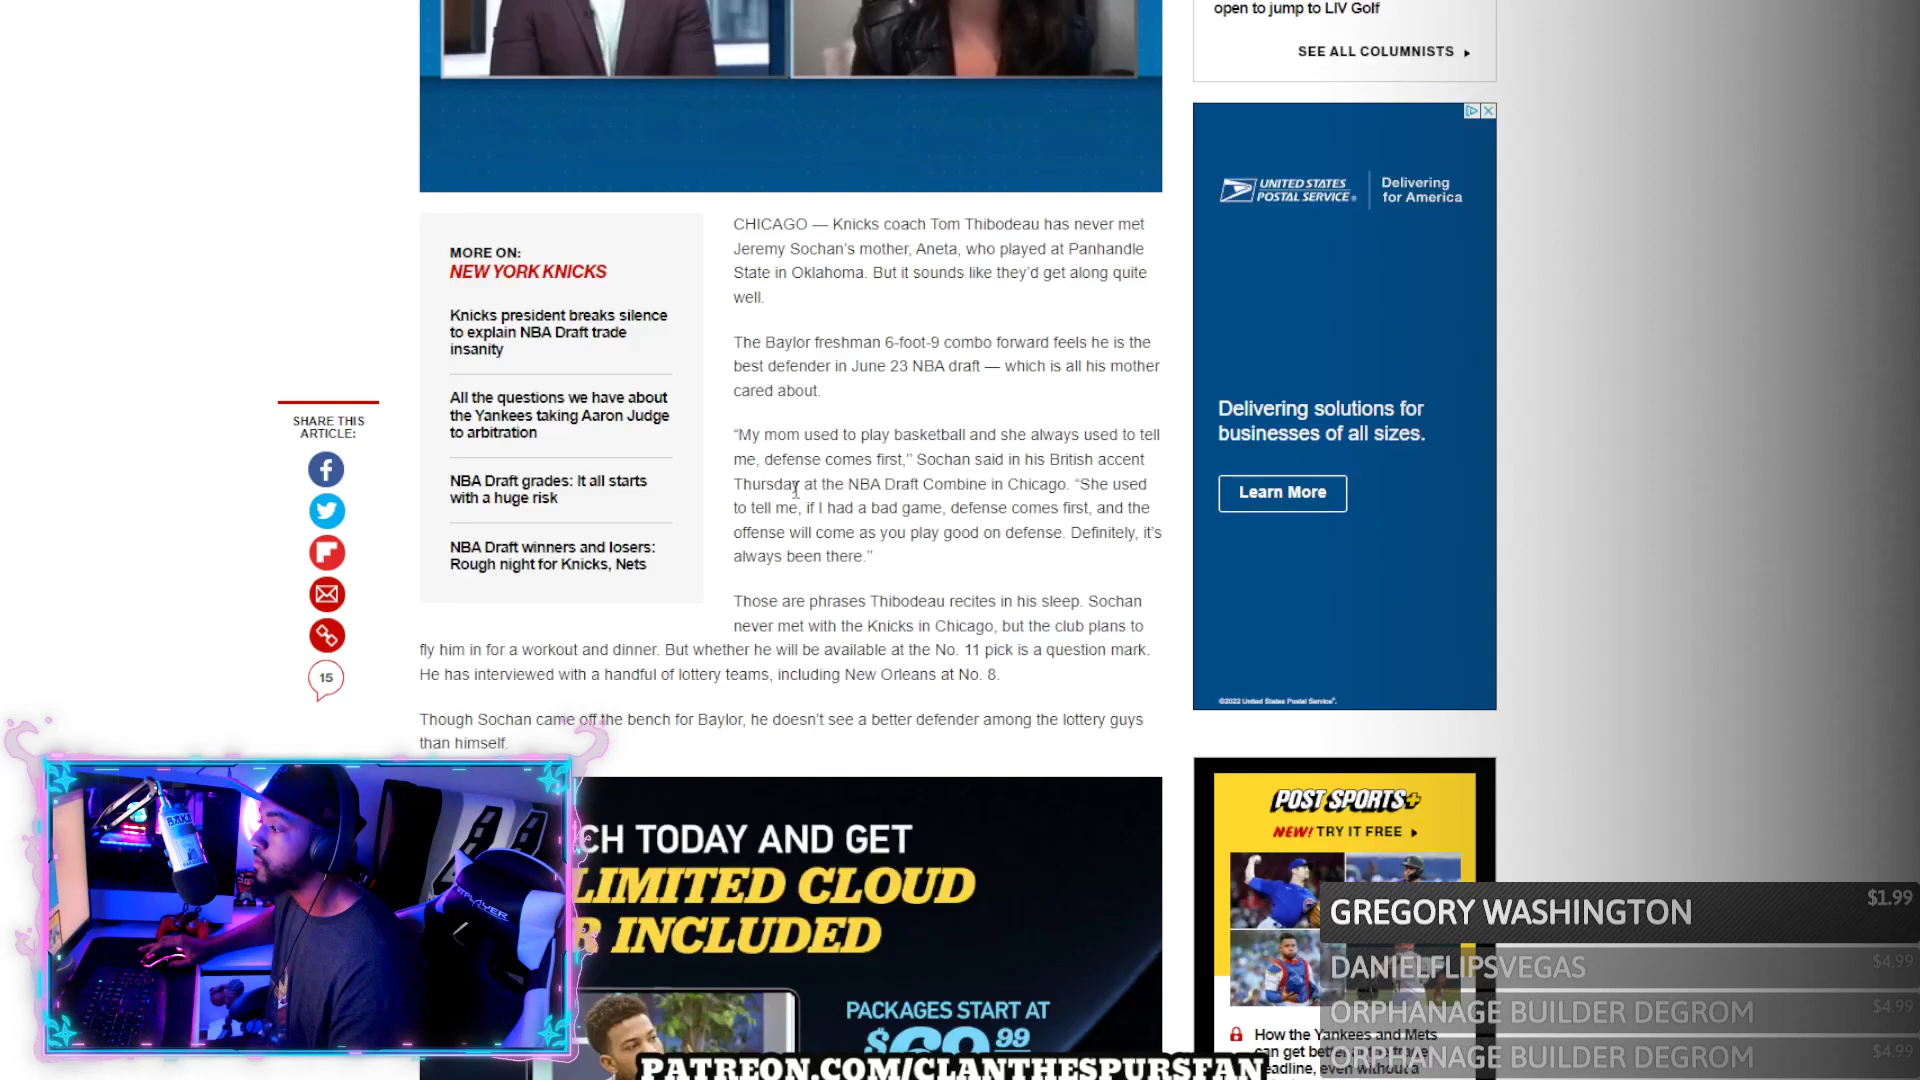 open to jump to LIV Golf
SEE ALL COLUMNISTS
UNITED STATES
POSTAL SERVICE
Delivering
for America
Delivering solutions for
businesses of all sizes.
Learn More
©2022 United States Postal Service®.
MORE ON:
NEW YORK KNICKS
Knicks president breaks silence
to explain NBA Draft trade
insanity
All the questions we have about
the Yankees taking Aaron Judge
to arbitration
NBA Draft grades: It all starts
with a huge risk
NBA Draft winners and losers:
Rough night for Knicks, Nets
SHARE THIS
ARTICLE:
15
CHICAGO — Knicks coach Tom Thibodeau has never met
Jeremy Sochan’s mother, Aneta, who played at Panhandle
State in Oklahoma. But it sounds like they’d get along quite
well.
The Baylor freshman 6-foot-9 combo forward feels he is the
best defender in June 23 NBA draft — which is all his mother
cared about.
“My mom used to play basketball and she always used to tell
me, defense comes first,” Sochan said in his British accent
Thursday at the NBA Draft Combine in Chicago. “She used
to tell me, if I had a bad game, defense comes first, and the
offense will come as you play good on defense. Definitely, it’s
always been there.”
Those are phrases Thibodeau recites in his sleep. Sochan
never met with the Knicks in Chicago, but the club plans to
fly him in for a workout and dinner. But whether he will be available at the No. 11 pick is a question mark.
He has interviewed with a handful of lottery teams, including New Orleans at No. 8.
Though Sochan came off the bench for Baylor, he doesn’t see a better defender among the lottery guys
than himself.
CH TODAY AND GET
LIMITED CLOUD
R INCLUDED
PACKAGES START AT
$69.99
POST SPORTS+
NEW! TRY IT FREE
How the Yankees and Mets
can get
eadline, even without a
GREGORY WASHINGTON $1.99
DANIELFLIPSVEGAS $4.99
ORPHANAGE BUILDER DEGROM $4.99
ORPHANAGE BUILDER DEGROM $4.99
PATREON.COM/CLANTHESPURSFAN